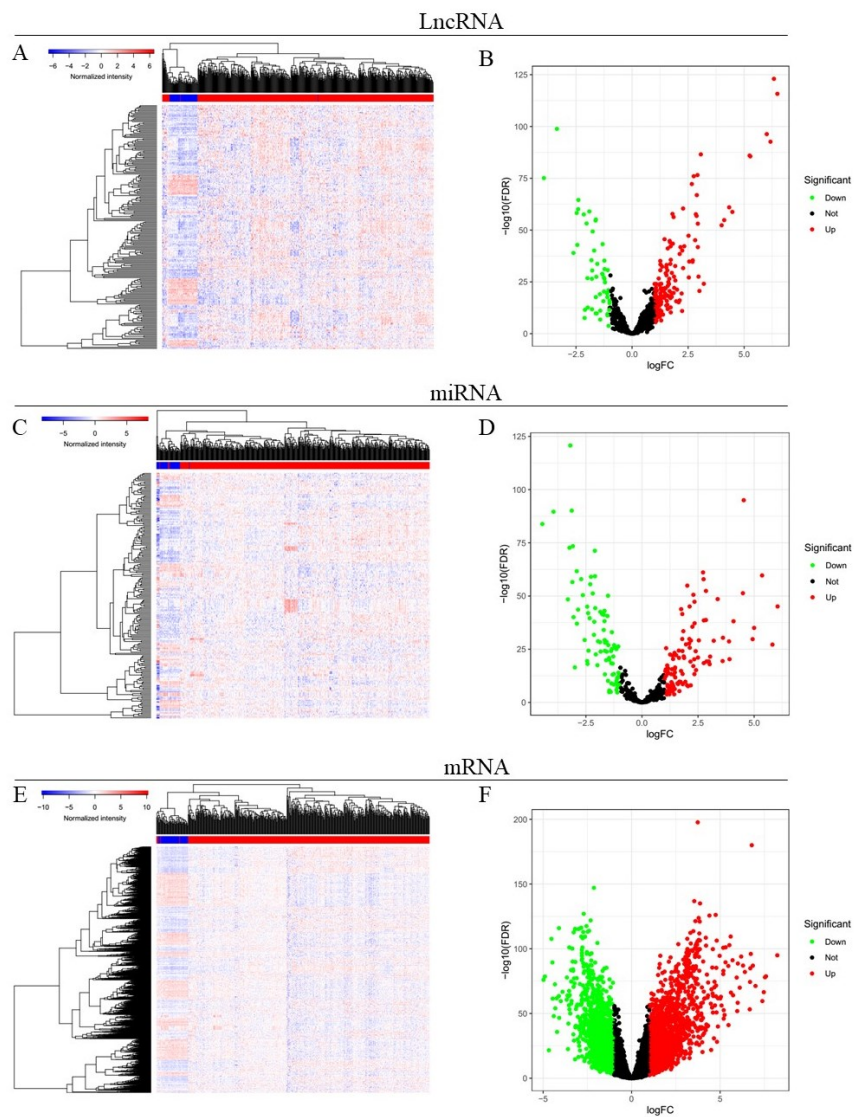 LncRNA
A
-6 -4 -2 0 2 4 6
Normalized intensity
B
125
100
75
50
25
0
-log10(FDR)
-2.5 0.0 2.5 5.0
logFC
Significant
Down
Not
Up
miRNA
C
-5 0 5
Normalized intensity
D
125
100
75
50
25
0
-log10(FDR)
-2.5 0.0 2.5 5.0
logFC
Significant
Down
Not
Up
mRNA
E
-10 -5 0 5 10
Normalized intensity
F
200
150
100
50
0
-log10(FDR)
-5 0 5
logFC
Significant
Down
Not
Up